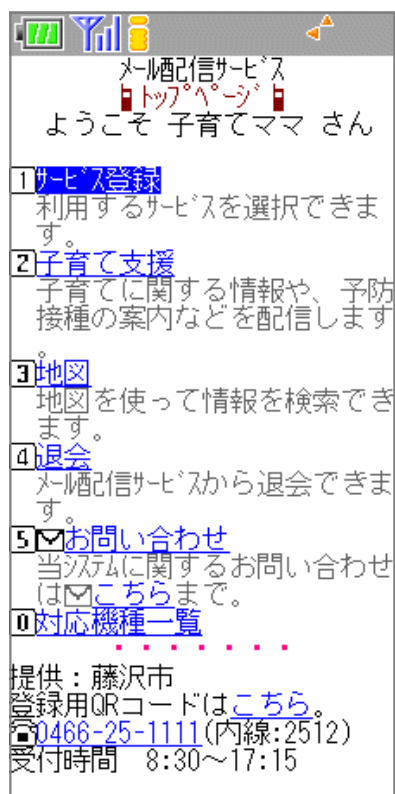 ﾒｰﾙ配信ｻｰﾋﾞｽ
ﾄｯﾌﾟﾍﾟｰｼﾞ
ようこそ 子育てママ さん
1ｻｰﾋﾞｽ登録
利用するｻｰﾋﾞｽを選択できま
す。
2子育て支援
子育てに関する情報や、予防
接種の案内などを配信します
。
3地図
地図を使って情報を検索でき
ます。
4退会
ﾒｰﾙ配信ｻｰﾋﾞｽから退会できま
す。
5お問い合わせ
当ｼｽﾃﾑに関するお問い合わせ
はこちらまで。
0対応機種一覧
提供：藤沢市
登録用QRコードはこちら。
☎0466-25-1111(内線:2512)
受付時間　8:30～17:15